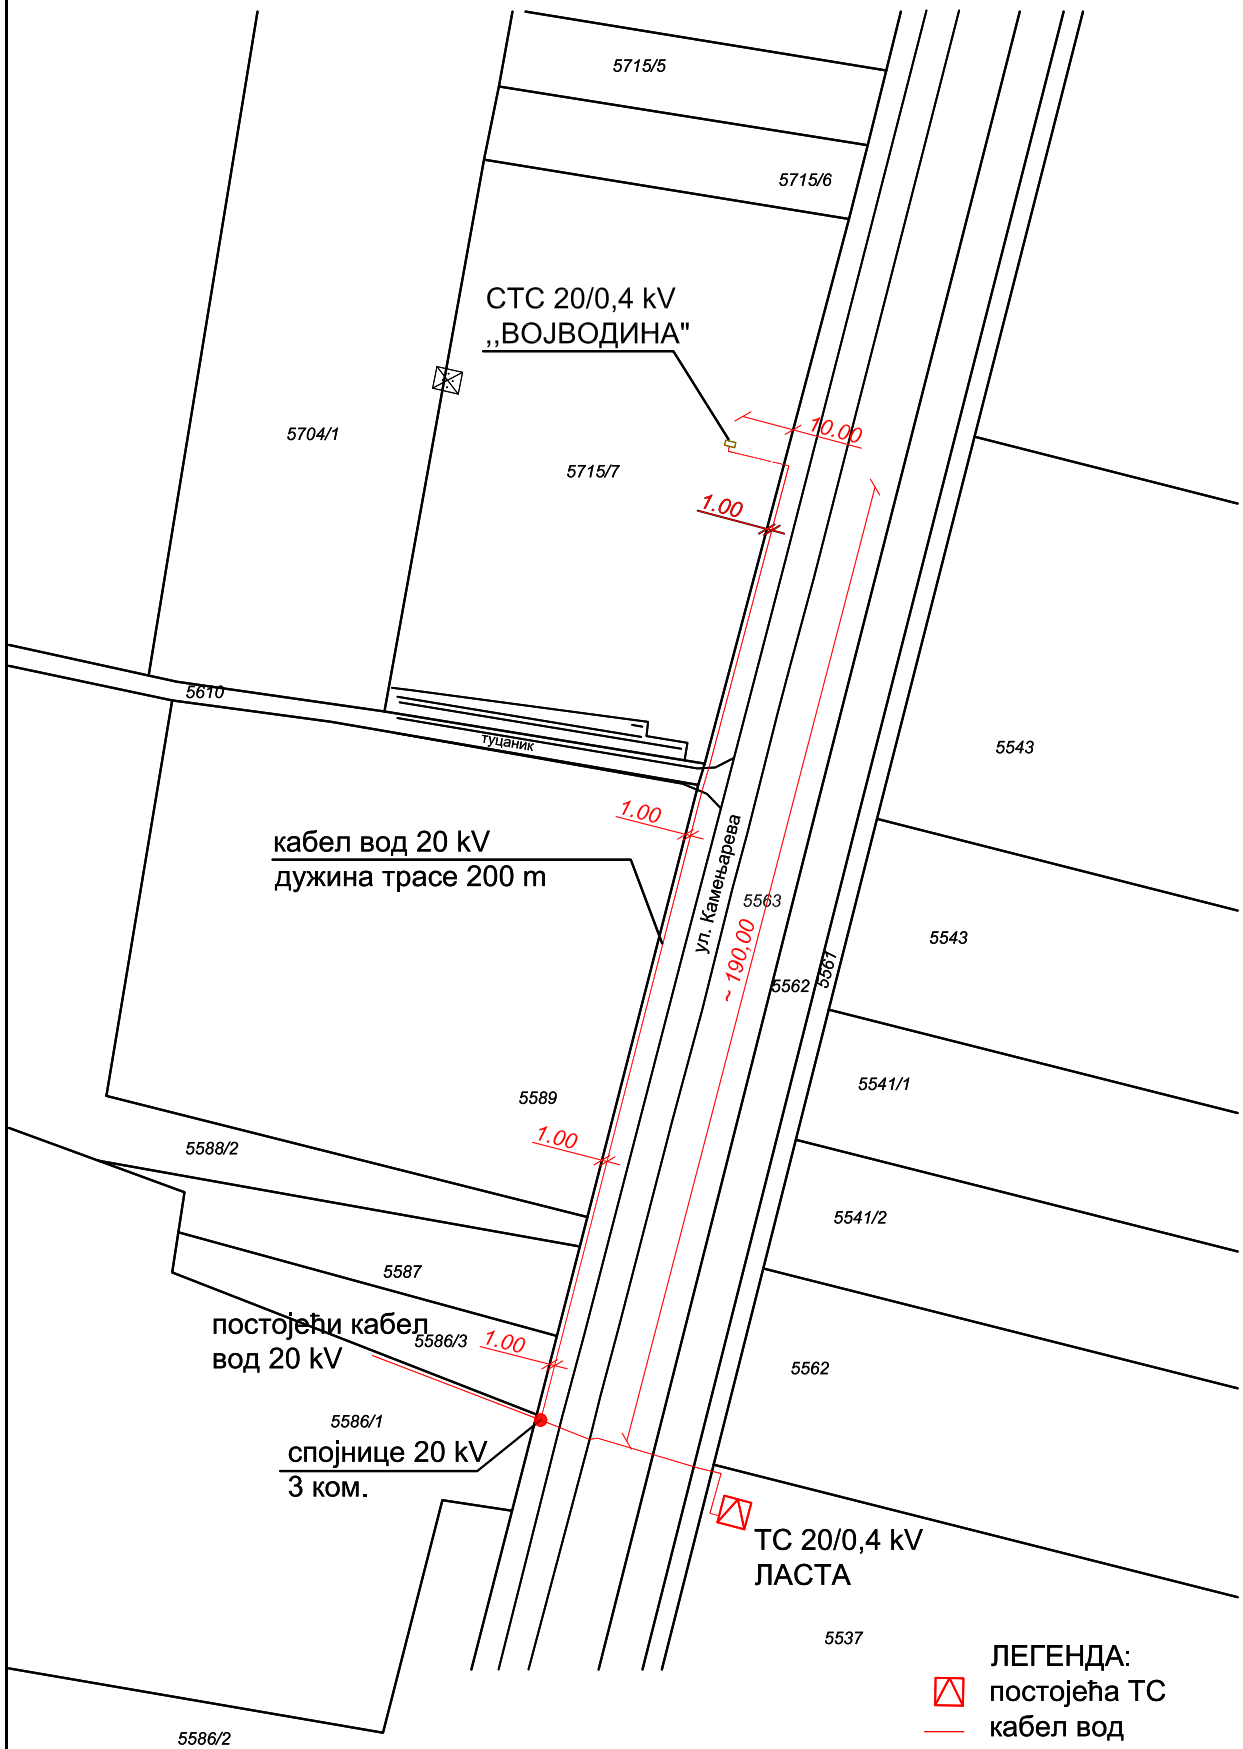 5715/5
5715/6
СТС 20/0,4 kV
,,ВОЈВОДИНА"
5704/1
10.00
5715/7
1.00
5610
туцаник
5543
1.00
кабел вод 20 kV
дужина трасе 200 m
ул. Камењарева
5563
~ 190,00
5543
5562
5561
5589
5541/1
1.00
5588/2
5541/2
5587
постојећи кабел
вод 20 kV
5586/3
1.00
5562
5586/1
спојнице 20 kV
3 ком.
ТС 20/0,4 kV
ЛАСТА
5537
ЛЕГЕНДА:
постојећа ТС
кабел вод
5586/2